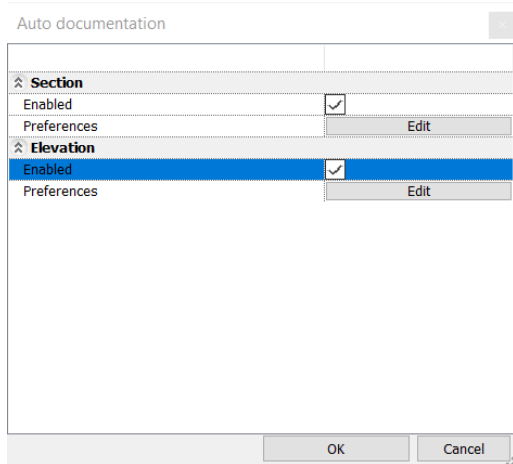 Auto documentation
Section
Enabled
Preferences Edit
Elevation
Enabled
Preferences Edit
OK Cancel